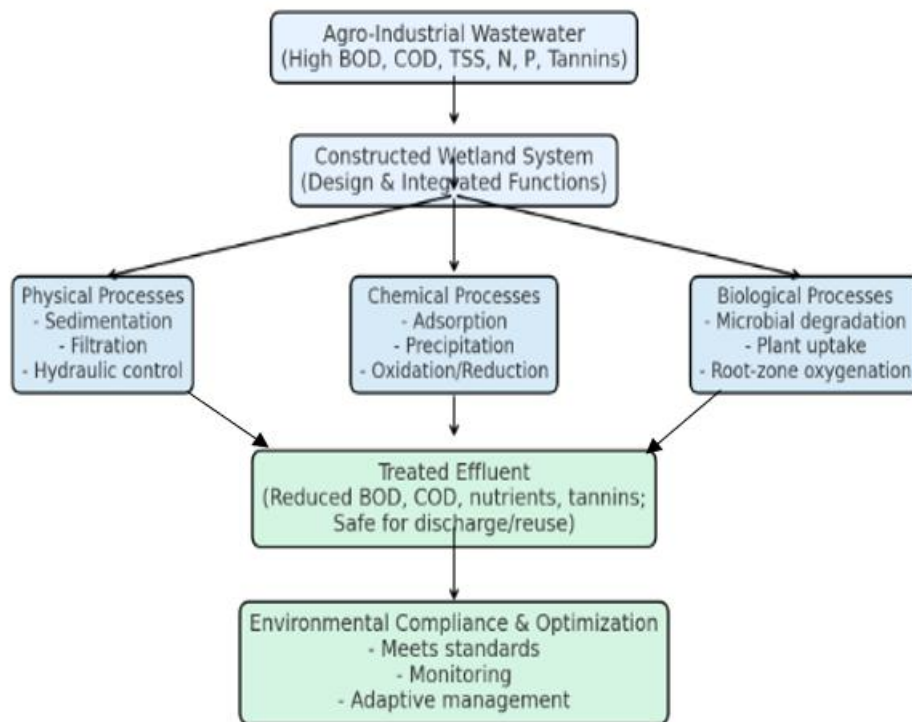 Agro-Industrial Wastewater
(High BOD, COD, TSS, N, P, Tannins)
Constructed Wetland System
(Design & Integrated Functions)
Physical Processes
- Sedimentation
- Filtration
- Hydraulic control
Chemical Processes
- Adsorption
- Precipitation
- Oxidation/Reduction
Biological Processes
- Microbial degradation
- Plant uptake
- Root-zone oxygenation
Treated Effluent
(Reduced BOD, COD, nutrients, tannins;
Safe for discharge/reuse)
Environmental Compliance & Optimization
- Meets standards
- Monitoring
- Adaptive management